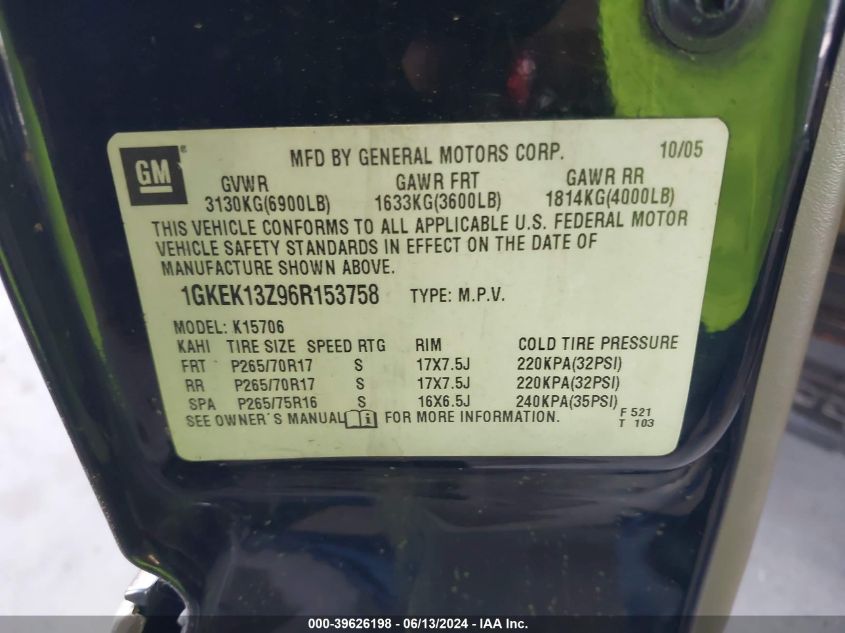 GM ® MFD BY GENERAL MOTORS CORP. 10/05
GVWR GAWR FRT GAWR RR
3130KG(6900LB) 1633KG(3600LB) 1814KG(4000LB)
THIS VEHICLE CONFORMS TO ALL APPLICABLE U.S. FEDERAL MOTOR
VEHICLE SAFETY STANDARDS IN EFFECT ON THE DATE OF
MANUFACTURE SHOWN ABOVE.
1GKEK13Z96R153758 TYPE: M.P.V.
MODEL: K15706
KAHI TIRE SIZE SPEED RTG RIM COLD TIRE PRESSURE
FRT P265/70R17 S 17X7.5J 220KPA(32PSI)
RR P265/70R17 S 17X7.5J 220KPA(32PSI)
SPA P265/75R16 S 16X6.5J 240KPA(35PSI)
SEE OWNER'S MANUAL FOR MORE INFORMATION.
F 521
T 103
000-39626198 - 06/13/2024 - IAA Inc.